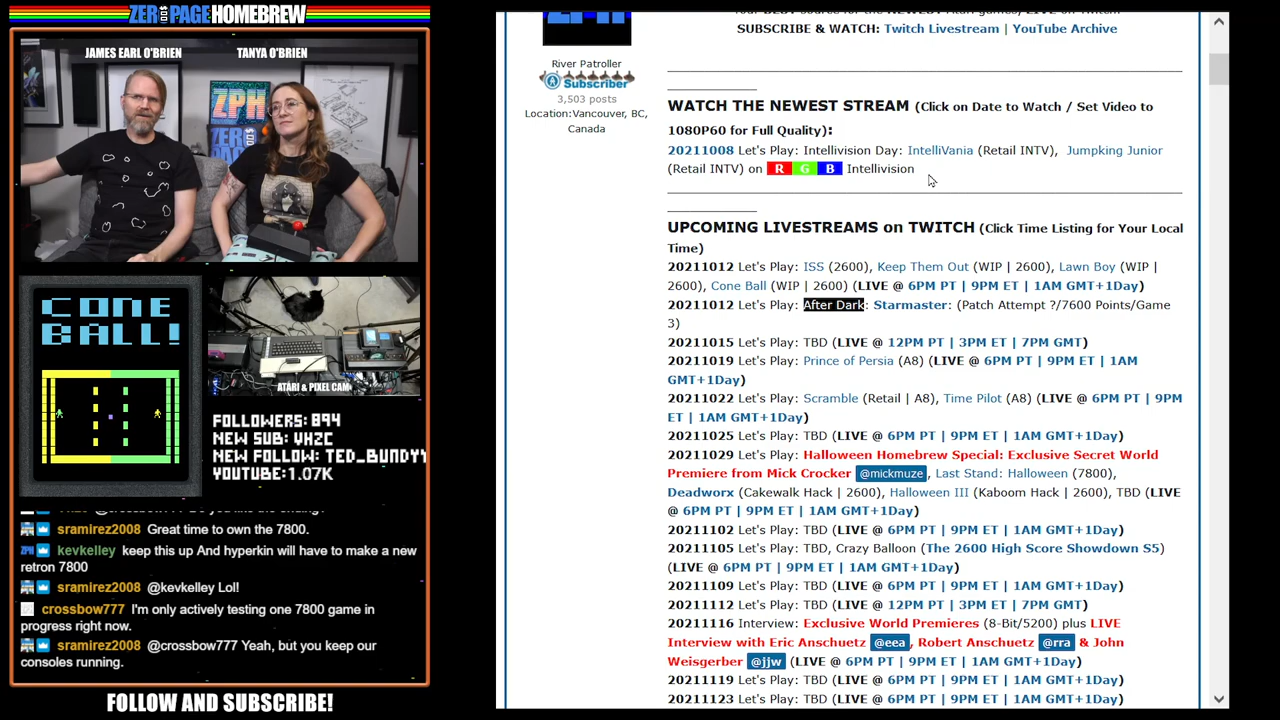 ZEROPAGE HOMEBREW
JAMES EARL O'BRIEN
TANYA O'BRIEN
ZPH
CONE
BALL!
ATARI & PIXEL CAM
FOLLOWERS: 894
NEW SUB: VHZC
NEW FOLLOW: TED_BUNDYY
YOUTUBE: 1.07K
sramirez2008 Great time to own the 7800.
kevkelley keep this up And hyperkin will have to make a new
retron 7800
sramirez2008 @kevkelley Lol!
crossbow777 I'm only actively testing one 7800 game in
progress right now.
sramirez2008 @crossbow777 Yeah, but you keep our
consoles running.
FOLLOW AND SUBSCRIBE!
River Patroller
Subscriber
3,503 posts
Location:Vancouver, BC,
Canada
SUBSCRIBE & WATCH: Twitch Livestream | YouTube Archive
WATCH THE NEWEST STREAM (Click on Date to Watch / Set Video to
1080P60 for Full Quality):
20211008 Let's Play: Intellivision Day: IntelliVania (Retail INTV), Jumpking Junior
(Retail INTV) on R G B Intellivision
UPCOMING LIVESTREAMS on TWITCH (Click Time Listing for Your Local
Time)
20211012 Let's Play: ISS (2600), Keep Them Out (WIP | 2600), Lawn Boy (WIP |
2600), Cone Ball (WIP | 2600) (LIVE @ 6PM PT | 9PM ET | 1AM GMT+1Day)
20211012 Let's Play: After Dark: Starmaster: (Patch Attempt ?/7600 Points/Game
3)
20211015 Let's Play: TBD (LIVE @ 12PM PT | 3PM ET | 7PM GMT)
20211019 Let's Play: Prince of Persia (A8) (LIVE @ 6PM PT | 9PM ET | 1AM
GMT+1Day)
20211022 Let's Play: Scramble (Retail | A8), Time Pilot (A8) (LIVE @ 6PM PT | 9PM
ET | 1AM GMT+1Day)
20211025 Let's Play: TBD (LIVE @ 6PM PT | 9PM ET | 1AM GMT+1Day)
20211029 Let's Play: Halloween Homebrew Special: Exclusive Secret World
Premiere from Mick Crocker @mickmuze, Last Stand: Halloween (7800),
Deadworx (Cakewalk Hack | 2600), Halloween III (Kaboom Hack | 2600), TBD (LIVE
@ 6PM PT | 9PM ET | 1AM GMT+1Day)
20211102 Let's Play: TBD (LIVE @ 6PM PT | 9PM ET | 1AM GMT+1Day)
20211105 Let's Play: TBD, Crazy Balloon (The 2600 High Score Showdown S5)
(LIVE @ 6PM PT | 9PM ET | 1AM GMT+1Day)
20211109 Let's Play: TBD (LIVE @ 6PM PT | 9PM ET | 1AM GMT+1Day)
20211112 Let's Play: TBD (LIVE @ 12PM PT | 3PM ET | 7PM GMT)
20211116 Interview: Exclusive World Premieres (8-Bit/5200) plus LIVE
Interview with Eric Anschuetz @eea, Robert Anschuetz @rra & John
Weisgerber @jjw (LIVE @ 6PM PT | 9PM ET | 1AM GMT+1Day)
20211119 Let's Play: TBD (LIVE @ 6PM PT | 9PM ET | 1AM GMT+1Day)
20211123 Let's Play: TBD (LIVE @ 6PM PT | 9PM ET | 1AM GMT+1Day)